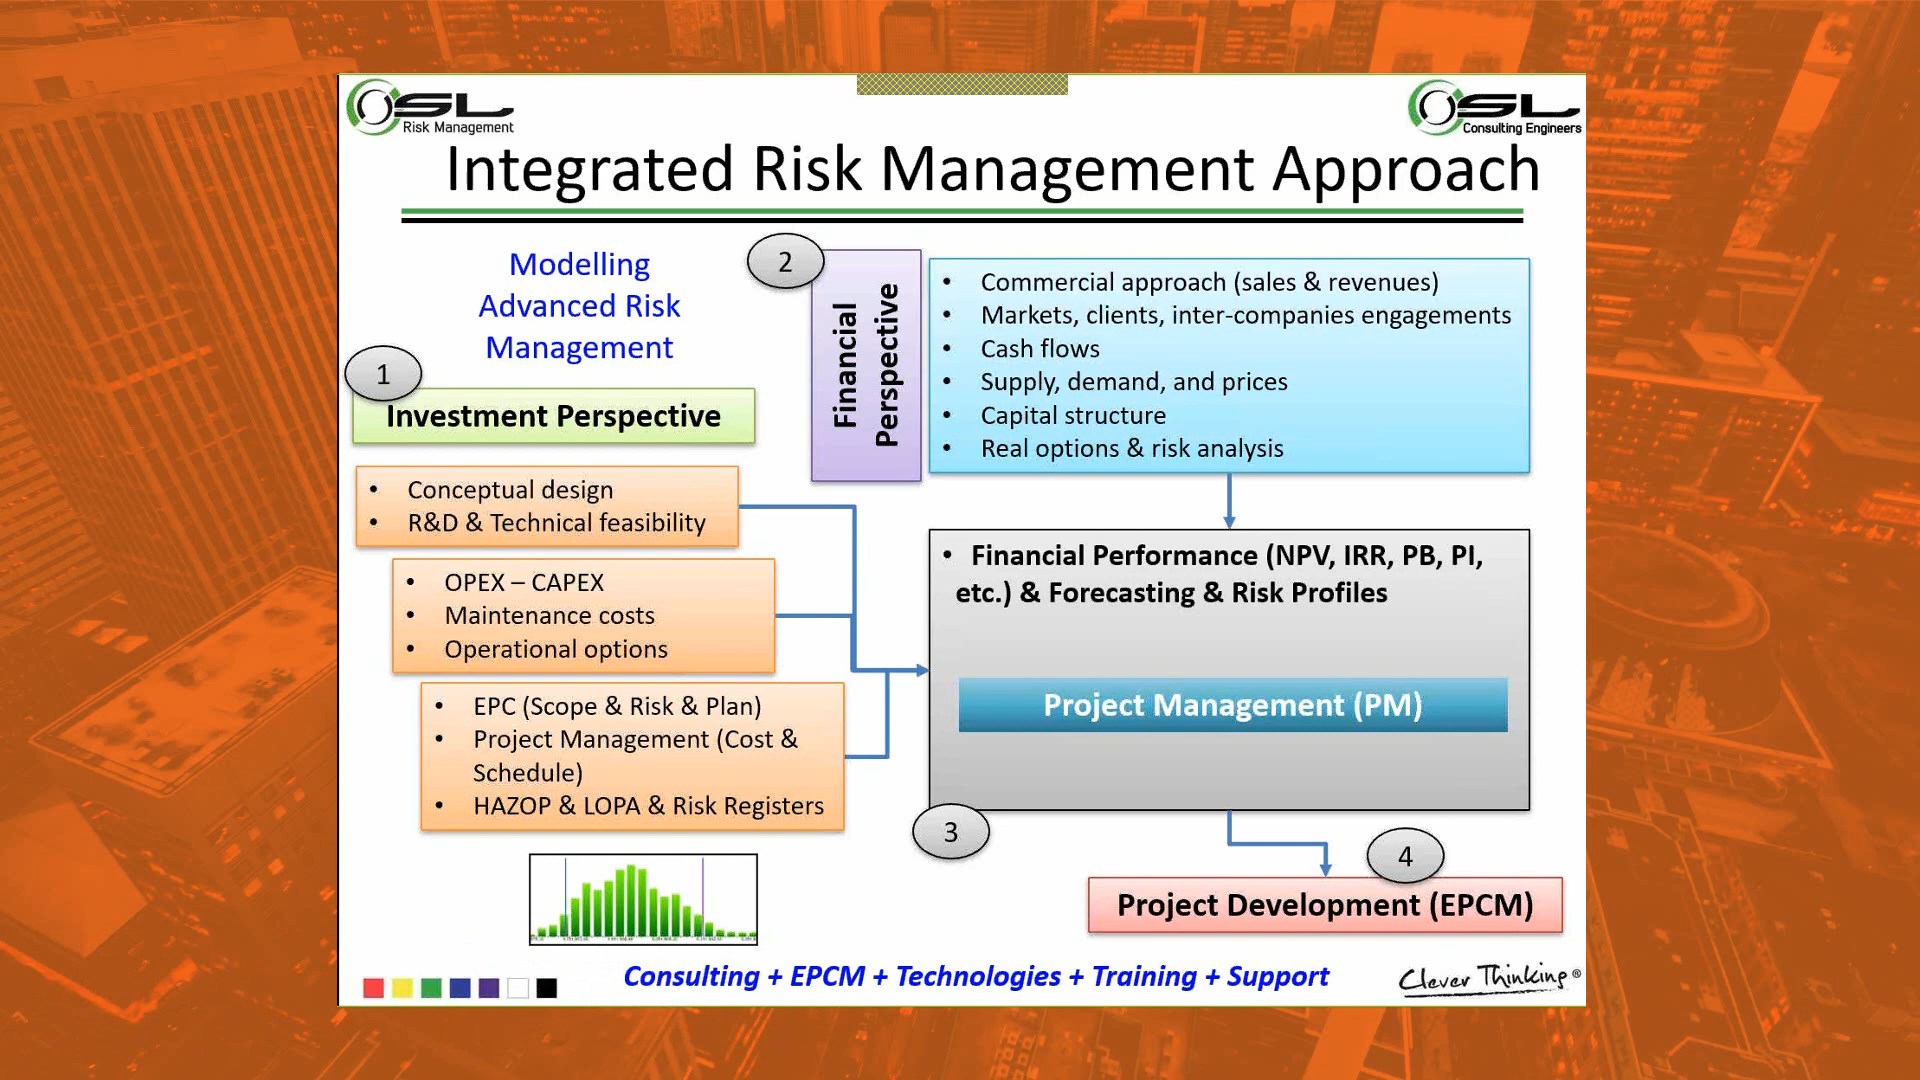 OSL
Risk Management
OSL
Consulting Engineers
Integrated Risk Management Approach
Modelling
Advanced Risk
Management
1
Investment Perspective
• Conceptual design
• R&D & Technical feasibility
• OPEX – CAPEX
• Maintenance costs
• Operational options
• EPC (Scope & Risk & Plan)
• Project Management (Cost &
Schedule)
• HAZOP & LOPA & Risk Registers
2
Financial
Perspective
• Commercial approach (sales & revenues)
• Markets, clients, inter-companies engagements
• Cash flows
• Supply, demand, and prices
• Capital structure
• Real options & risk analysis
• Financial Performance (NPV, IRR, PB, PI,
etc.) & Forecasting & Risk Profiles
Project Management (PM)
3
4
Project Development (EPCM)
Consulting + EPCM + Technologies + Training + Support
Clever Thinking®